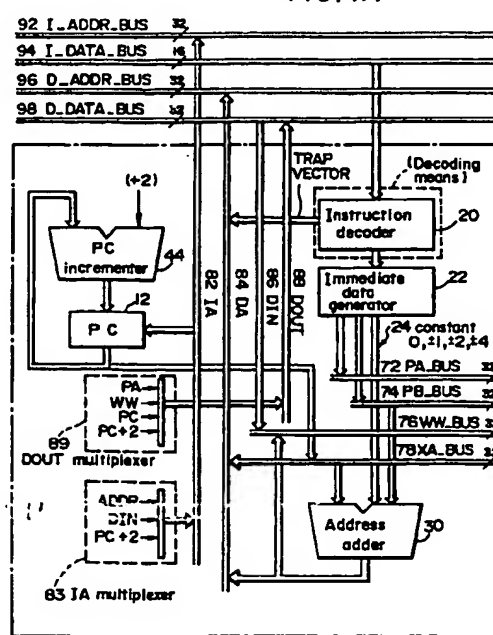 92 I_ADDR_BUS 32
94 I_DATA_BUS 16
96 D_ADDR_BUS 32
98 D_DATA_BUS 32
TRAP
VECTOR
(Decoding
means)
(+2)
Instruction
decoder
20
PC
incrementer
44
Immediate
data
generator
22
12
PC
82 IA
84 DA
86 DIN
88 DOUT
24 constant
0,±1,±2,±4
72 PA_BUS
74 PB_BUS
76 WW_BUS
78 XA_BUS
PA
WW
PC
PC+2
89
DOUT multiplexer
ADDR
DIN
PC+2
83 IA multiplexer
Address
adder
30